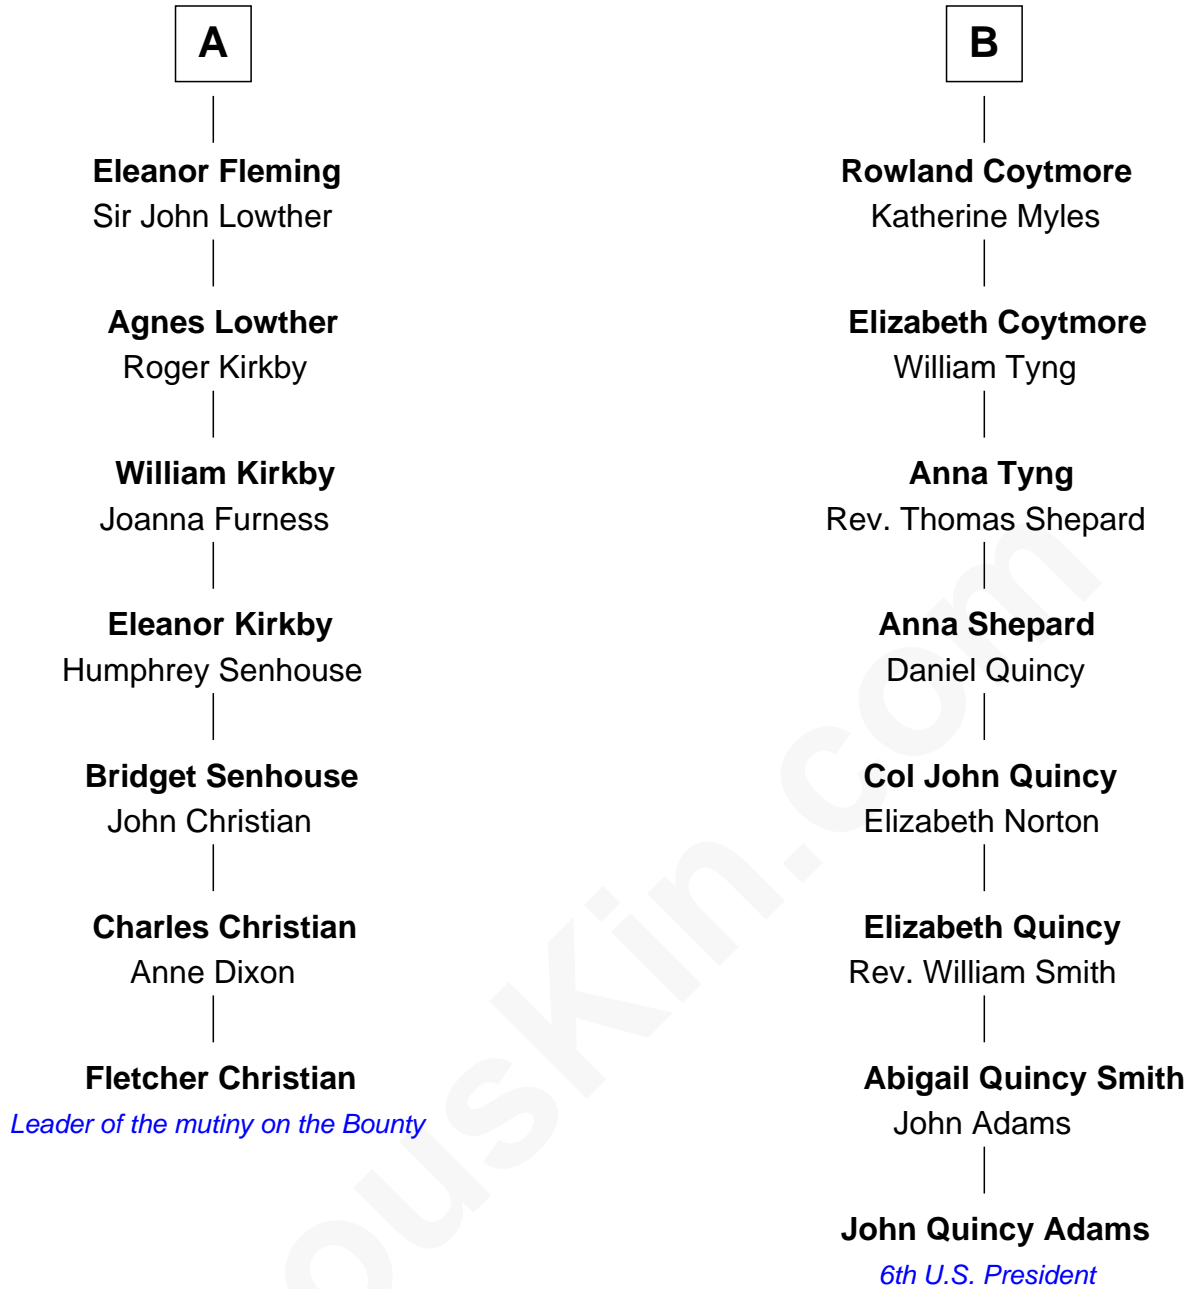 A
Eleanor Fleming
Sir John Lowther
Agnes Lowther
Roger Kirkby
William Kirkby
Joanna Furness
Eleanor Kirkby
Humphrey Senhouse
Bridget Senhouse
John Christian
Charles Christian
Anne Dixon
Fletcher Christian
Leader of the mutiny on the Bounty
B
Rowland Coytmore
Katherine Myles
Elizabeth Coytmore
William Tyng
Anna Tyng
Rev. Thomas Shepard
Anna Shepard
Daniel Quincy
Col John Quincy
Elizabeth Norton
Elizabeth Quincy
Rev. William Smith
Abigail Quincy Smith
John Adams
John Quincy Adams
6th U.S. President
ousKin.com